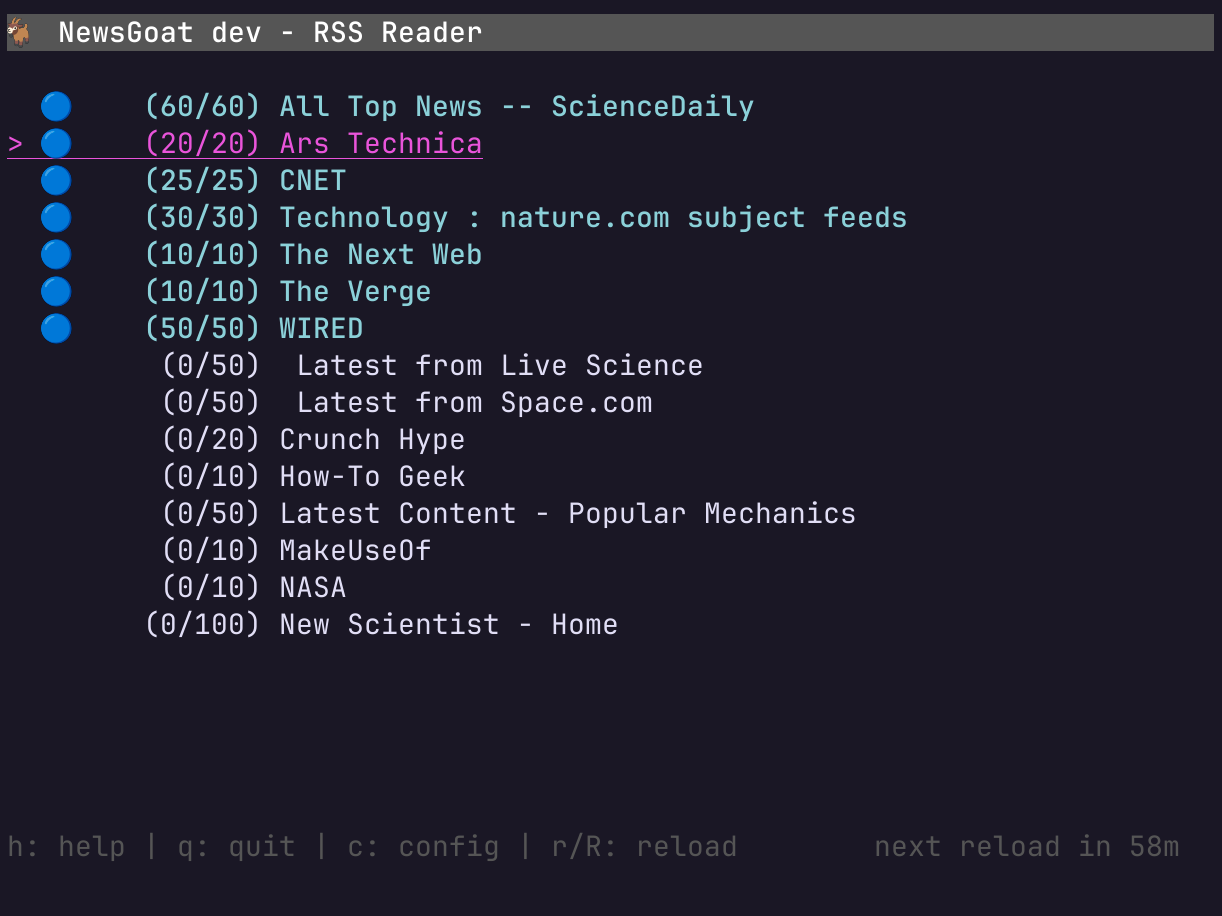 NewsGoat dev - RSS Reader
(60/60) All Top News -- ScienceDaily
> (20/20) Ars Technica
(25/25) CNET
(30/30) Technology : nature.com subject feeds
(10/10) The Next Web
(10/10) The Verge
(50/50) WIRED
(0/50) Latest from Live Science
(0/50) Latest from Space.com
(0/20) Crunch Hype
(0/10) How-To Geek
(0/50) Latest Content - Popular Mechanics
(0/10) MakeUseOf
(0/10) NASA
(0/100) New Scientist - Home
h: help | q: quit | c: config | r/R: reload next reload in 58m